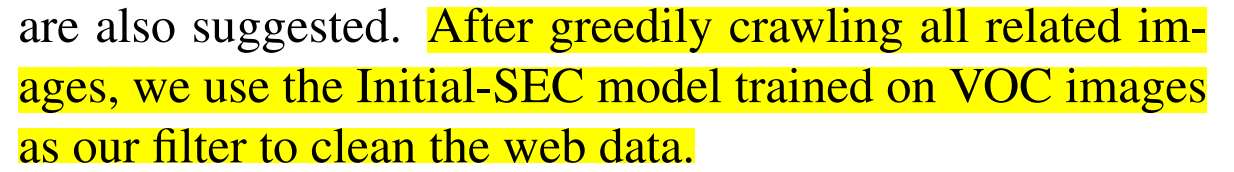 are also suggested. After greedily crawling all related im-
ages, we use the Initial-SEC model trained on VOC images
as our filter to clean the web data.